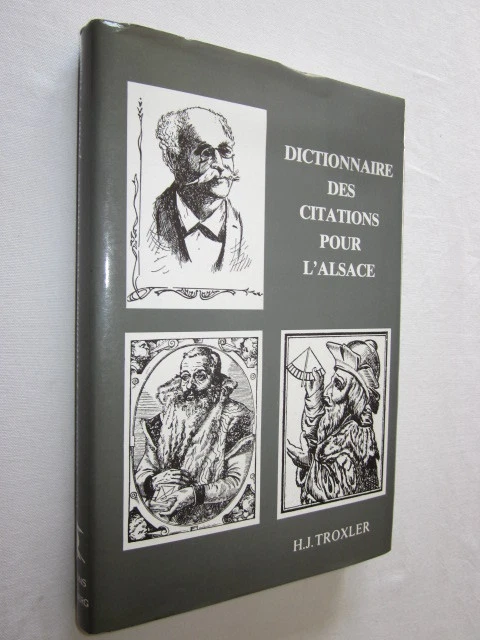 DICTIONNAIRE
DES
CITATIONS
POUR
L'ALSACE
H.J. TROXLER